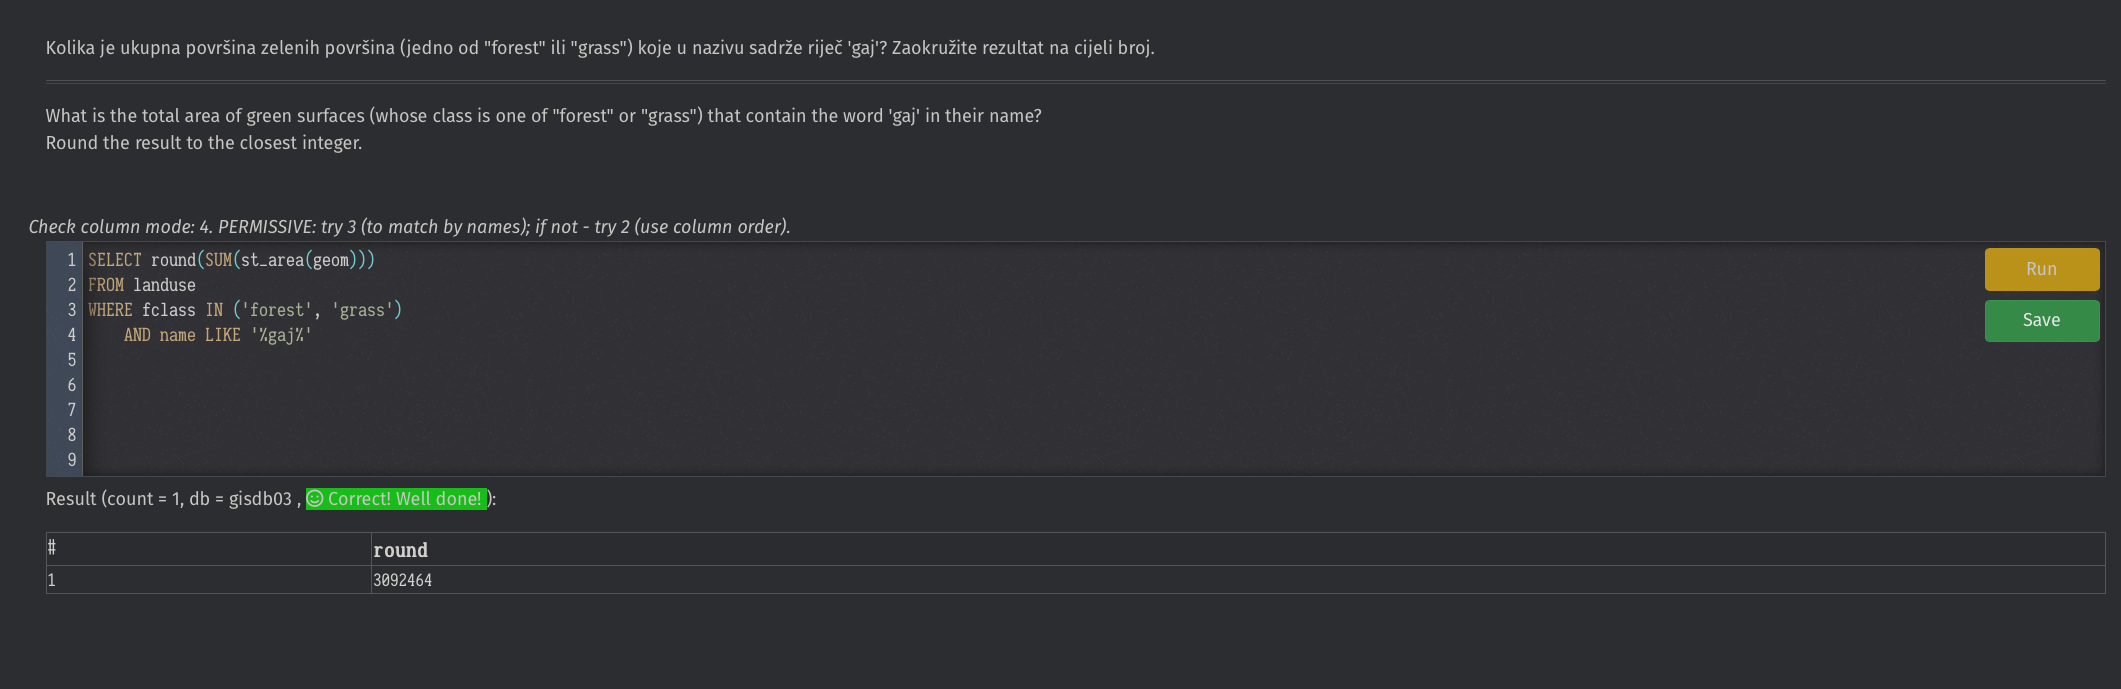 Kolika je ukupna površina zelenih površina (jedno od "forest" ili "grass") koje u nazivu sadrže riječ 'gaj'? Zaokružite rezultat na cijeli broj.
What is the total area of green surfaces (whose class is one of "forest" or "grass") that contain the word 'gaj' in their name?
Round the result to the closest integer.
Check column mode: 4. PERMISSIVE: try 3 (to match by names); if not - try 2 (use column order).
1 SELECT round(SUM(st_area(geom)))
2 FROM landuse
3 WHERE fclass IN ('forest', 'grass')
4     AND name LIKE '%gaj%'
5
6
7
8
9
Run
Save
Result (count = 1, db = gisdb03 , Correct! Well done! ):
# round
1 3092464